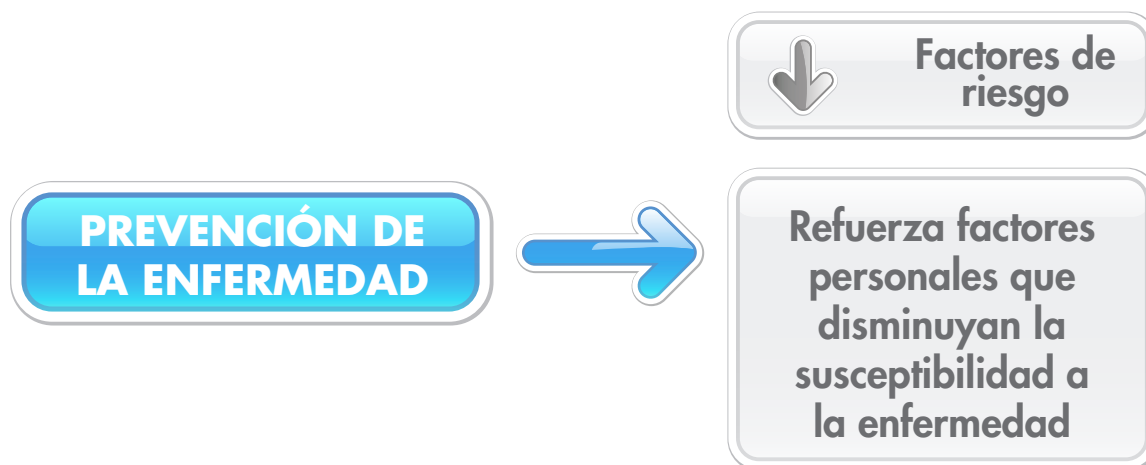 PREVENCIÓN DE
LA ENFERMEDAD
Factores de
riesgo
Refuerza factores
personales que
disminuyan la
susceptibilidad a
la enfermedad